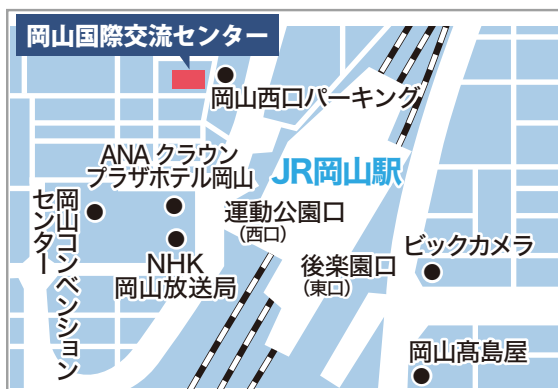 岡山国際交流センター
岡山西口パーキング
ANA クラウン
プラザホテル岡山
JR岡山駅
岡山コンベンション
センター
運動公園口
(西口)
NHK
岡山放送局
後楽園口
(東口)
ビックカメラ
岡山髙島屋